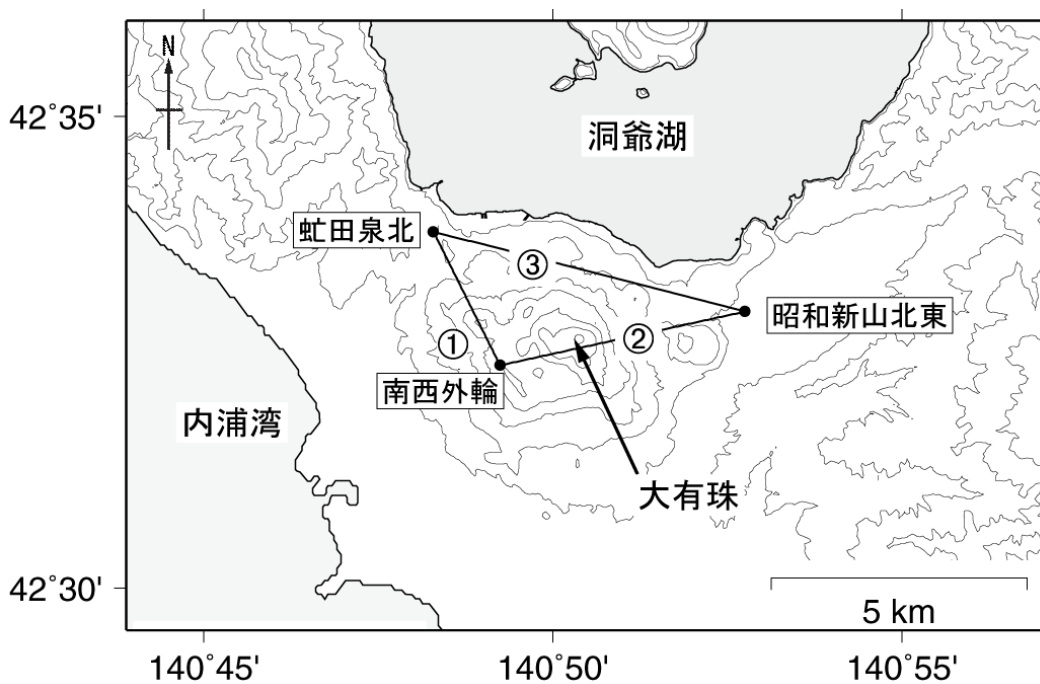 N
42°35'
洞爺湖
虻田泉北
③
昭和新山北東
①
②
南西外輪
内浦湾
大有珠
42°30'
5 km
140°45'
140°50'
140°55'